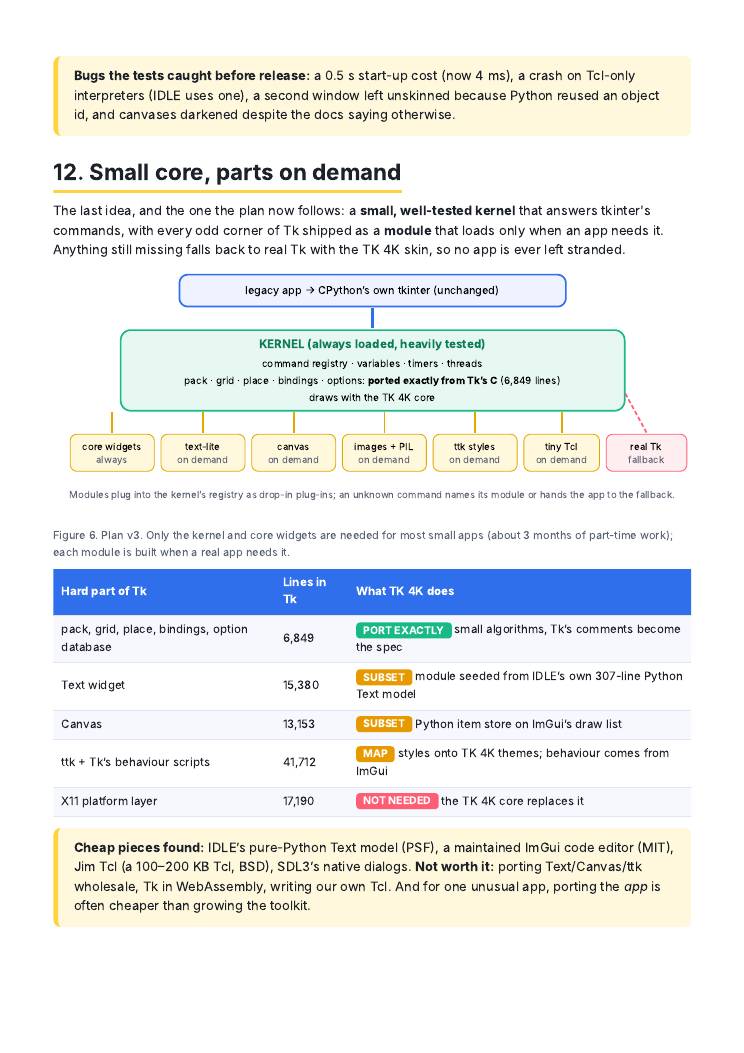 Bugs the tests caught before release: a 0.5 s start-up cost (now 4 ms), a crash on Tcl-only
interpreters (IDLE uses one), a second window left unskinned because Python reused an object
id, and canvases darkened despite the docs saying otherwise.
12. Small core, parts on demand
The last idea, and the one the plan now follows: a small, well-tested kernel that answers tkinter's
commands, with every odd corner of Tk shipped as a module that loads only when an app needs it.
Anything still missing falls back to real Tk with the TK 4K skin, so no app is ever left stranded.
legacy app → CPython's own tkinter (unchanged)
KERNEL (always loaded, heavily tested)
command registry · variables · timers · threads
pack · grid · place · bindings · options: ported exactly from Tk's C (6,849 lines)
draws with the TK 4K core
core widgets
always
text-lite
on demand
canvas
on demand
images + PIL
on demand
ttk styles
on demand
tiny Tcl
on demand
real Tk
fallback
Modules plug into the kernel's registry as drop-in plug-ins; an unknown command names its module or hands the app to the fallback.
Figure 6. Plan v3. Only the kernel and core widgets are needed for most small apps (about 3 months of part-time work);
each module is built when a real app needs it.
Hard part of Tk
Lines in
Tk
What TK 4K does
pack, grid, place, bindings, option
database
6,849
PORT EXACTLY small algorithms, Tk's comments become
the spec
Text widget
15,380
SUBSET module seeded from IDLE's own 307-line Python
Text model
Canvas
13,153
SUBSET Python item store on ImGui's draw list
ttk + Tk's behaviour scripts
41,712
MAP styles onto TK 4K themes; behaviour comes from
ImGui
X11 platform layer
17,190
NOT NEEDED the TK 4K core replaces it
Cheap pieces found: IDLE's pure-Python Text model (PSF), a maintained ImGui code editor (MIT),
Jim Tcl (a 100–200 KB Tcl, BSD), SDL3's native dialogs. Not worth it: porting Text/Canvas/ttk
wholesale, Tk in WebAssembly, writing our own Tcl. And for one unusual app, porting the app is
often cheaper than growing the toolkit.